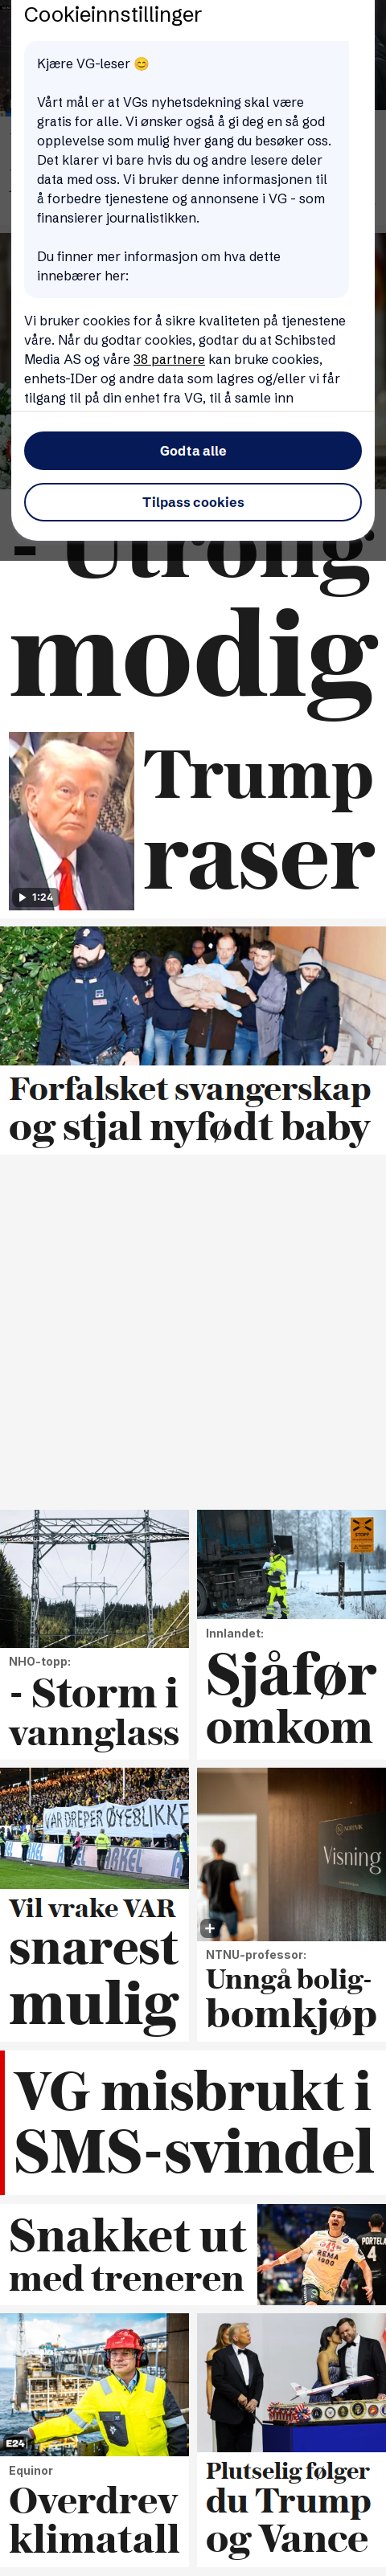 Cookieinnstillinger
Kjære VG-leser 😊
Vårt mål er at VGs nyhetsdekning skal være
gratis for alle. Vi ønsker også å gi deg en så god
opplevelse som mulig hver gang du besøker oss.
Det klarer vi bare hvis du og andre lesere deler
data med oss. Vi bruker denne informasjonen til
å forbedre tjenestene og annonsene i VG - som
finansierer journalistikken.
Du finner mer informasjon om hva dette
innebærer her:
Vi bruker cookies for å sikre kvaliteten på tjenestene
våre. Når du godtar cookies, godtar du at Schibsted
Media AS og våre 38 partnere kan bruke cookies,
enhets-IDer og andre data som lagres og/eller vi får
tilgang til på din enhet fra VG, til å samle inn
Godta alle
Tilpass cookies
- Utrolig
modig
Trump
raser
1:24
Forfalsket svangerskap
og stjal nyfødt baby
NHO-topp:
- Storm i
vannglass
STOPP
Innlandet:
Sjåfør
omkom
VAR DREPER ØYEBLIKKE
Vil vrake VAR
snarest
mulig
Visning
NTNU-professor:
Unngå bolig-
bomkjøp
VG misbrukt i
SMS-svindel
Snakket ut
med treneren
REMA
1000
PORTELA
4
E24
Equinor
Overdrev
klimatall
Plutselig følger
du Trump
og Vance